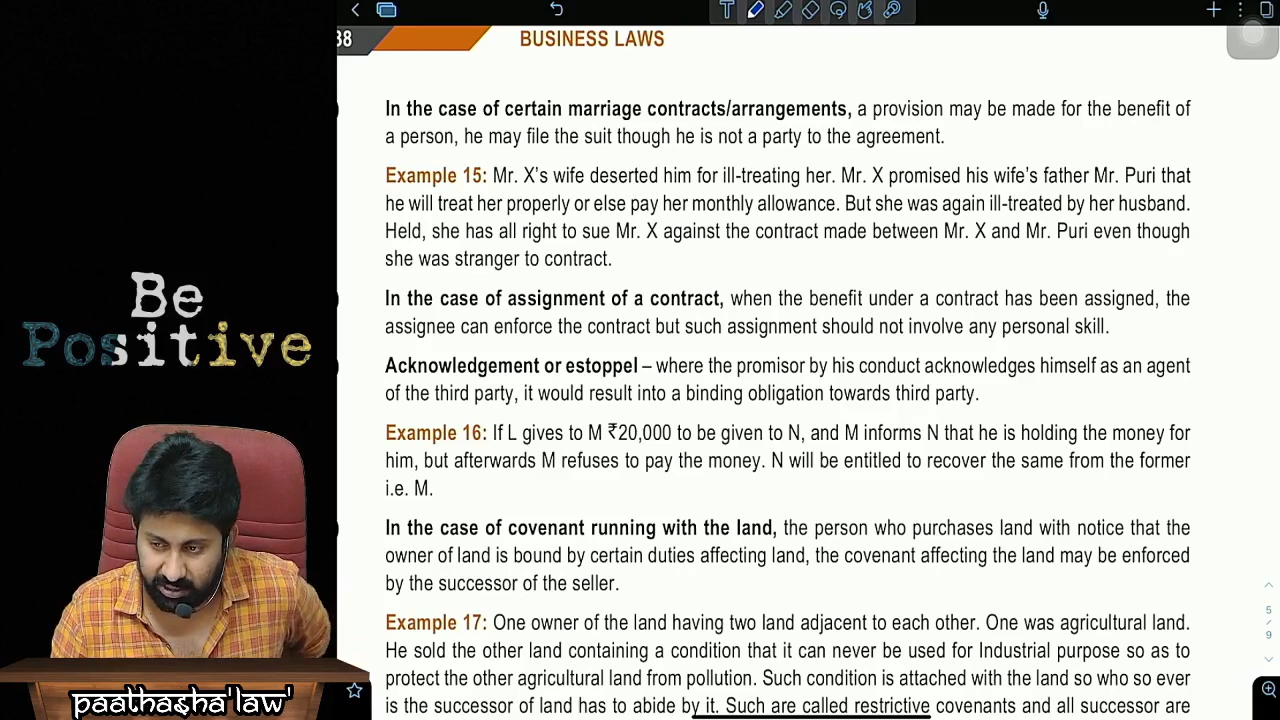 38
BUSINESS LAWS
In the case of certain marriage contracts/arrangements, a provision may be made for the benefit of
a person, he may file the suit though he is not a party to the agreement.
Example 15: Mr. X's wife deserted him for ill-treating her. Mr. X promised his wife's father Mr. Puri that
he will treat her properly or else pay her monthly allowance. But she was again ill-treated by her husband.
Held, she has all right to sue Mr. X against the contract made between Mr. X and Mr. Puri even though
she was stranger to contract.
In the case of assignment of a contract, when the benefit under a contract has been assigned, the
assignee can enforce the contract but such assignment should not involve any personal skill.
Acknowledgement or estoppel – where the promisor by his conduct acknowledges himself as an agent
of the third party, it would result into a binding obligation towards third party.
Example 16: If L gives to M ₹20,000 to be given to N, and M informs N that he is holding the money for
him, but afterwards M refuses to pay the money. N will be entitled to recover the same from the former
i.e. M.
In the case of covenant running with the land, the person who purchases land with notice that the
owner of land is bound by certain duties affecting land, the covenant affecting the land may be enforced
by the successor of the seller.
Example 17: One owner of the land having two land adjacent to each other. One was agricultural land.
He sold the other land containing a condition that it can never be used for Industrial purpose so as to
protect the other agricultural land from pollution. Such condition is attached with the land so who so ever
is the successor of land has to abide by it. Such are called restrictive covenants and all successor are
Be
Positive
paathasha'law'
5
/
9